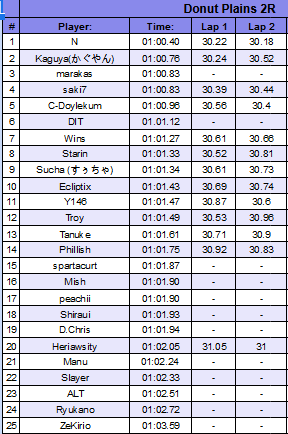 Donut Plains 2R
# Player: Time: Lap 1 Lap 2
1 N 01:00.40 30.22 30.18
2 Kaguya(かぐやん) 01:00.76 30.24 30.52
3 marakas 01:00.83 - -
4 saki7 01:00.83 30.39 30.44
5 C-Doylekum 01:00.96 30.56 30.4
6 DIT 01:01.12 - -
7 Wins 01:01.27 30.61 30.66
8 Starin 01:01.33 30.52 30.81
9 Sucha (すぅちゃ) 01:01.34 30.61 30.73
10 Ecliptix 01:01.43 30.69 30.74
11 Y146 01:01.47 30.87 30.6
12 Troy 01:01.49 30.53 30.96
13 Tanuke 01:01.61 30.71 30.9
14 Phillish 01:01.75 30.92 30.83
15 spartacurt 01:01.87 - -
16 Mish 01:01.90 - -
17 peachii 01:01.90 - -
18 Shiraui 01:01.93 - -
19 D.Chris 01:01.94 - -
20 Heriawsity 01:02.05 31.05 31
21 Manu 01:02.24 - -
22 Slayer 01:02.33 - -
23 ALT 01:02.51 - -
24 Ryukano 01:02.72 - -
25 ZeKirio 01:03.59 - -